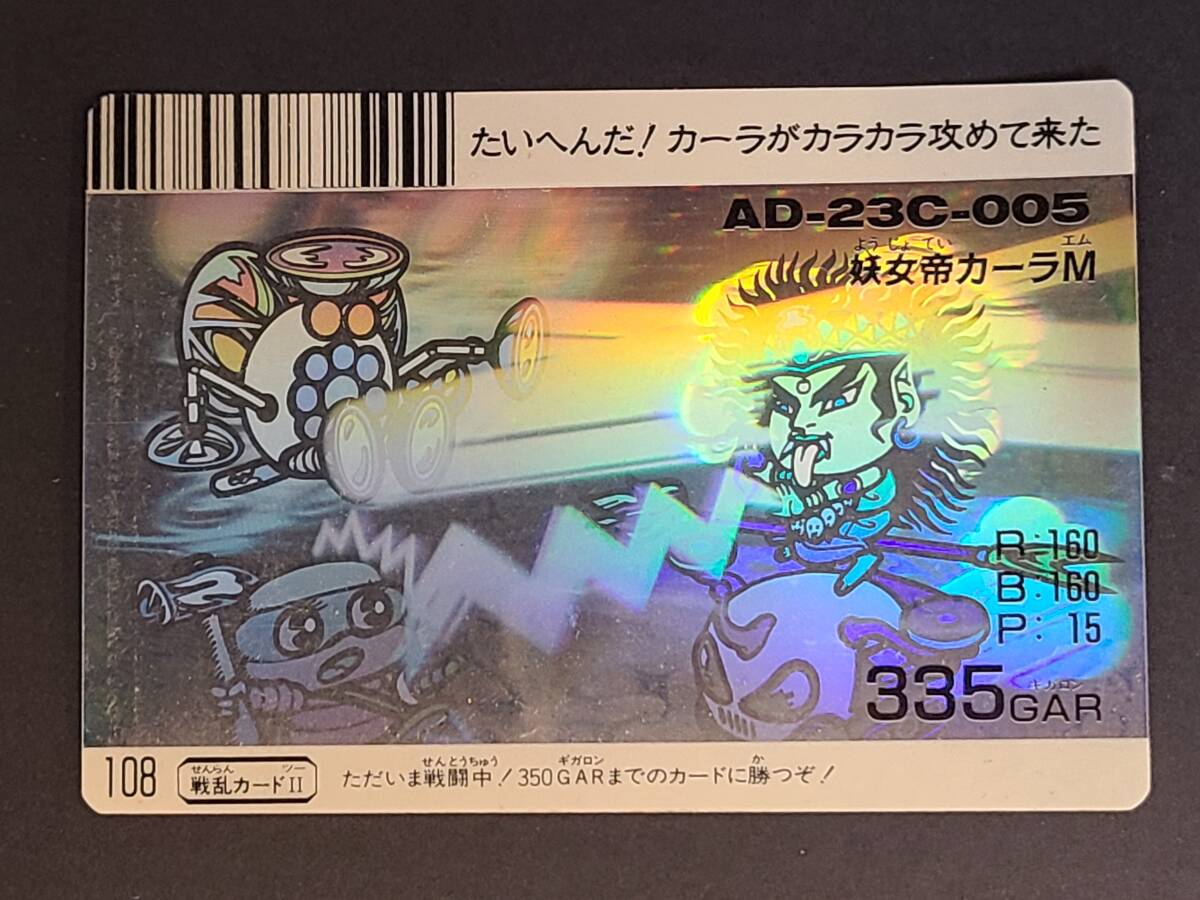 たいへんだ！カーラがカラカラ攻めて来た
AD-23C-005
ようじょてい エム
妖女帝カーラM
R:160
B:160
P: 15
ギガロン
335GAR
せんらん ツー
108 戦乱カードII
せんとうちゅう ギガロン か
ただいま戦闘中！350GARまでのカードに勝つぞ！